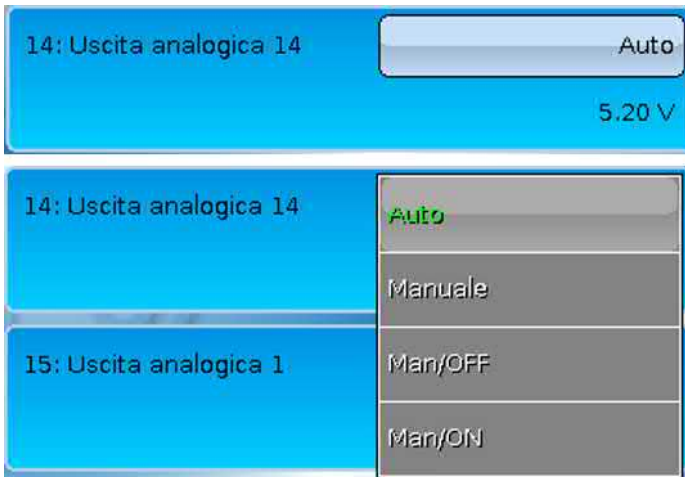 14: Uscita analogica 14
Auto
5.20 V
14: Uscita analogica 14
Auto
Manuale
15: Uscita analogica 1
Man/OFF
Man/ON